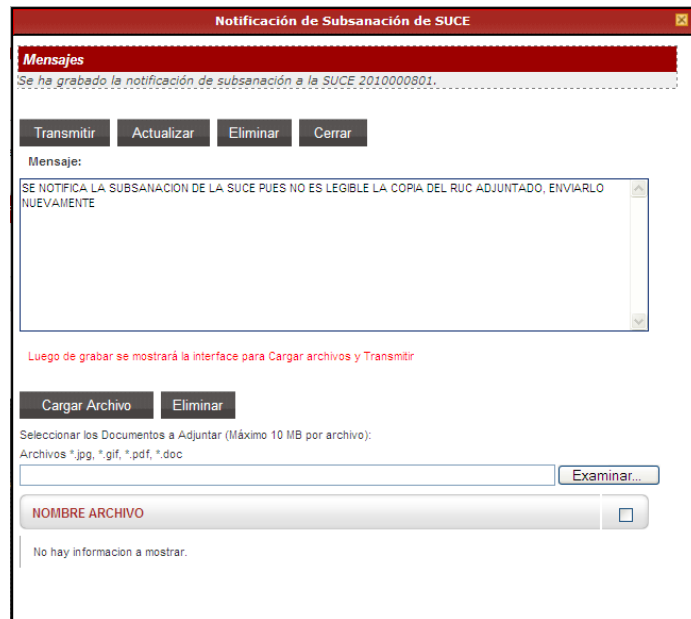 Notificación de Subsanación de SUCE
Mensajes
Se ha grabado la notificación de subsanación a la SUCE 2010000801.
Transmitir Actualizar Eliminar Cerrar
Mensaje:
SE NOTIFICA LA SUBSANACION DE LA SUCE PUES NO ES LEGIBLE LA COPIA DEL RUC ADJUNTADO, ENVIARLO
NUEVAMENTE
Luego de grabar se mostrará la interface para Cargar archivos y Transmitir
Cargar Archivo Eliminar
Seleccionar los Documentos a Adjuntar (Máximo 10 MB por archivo):
Archivos *.jpg, *.gif, *.pdf, *.doc
Examinar...
NOMBRE ARCHIVO
No hay informacion a mostrar.